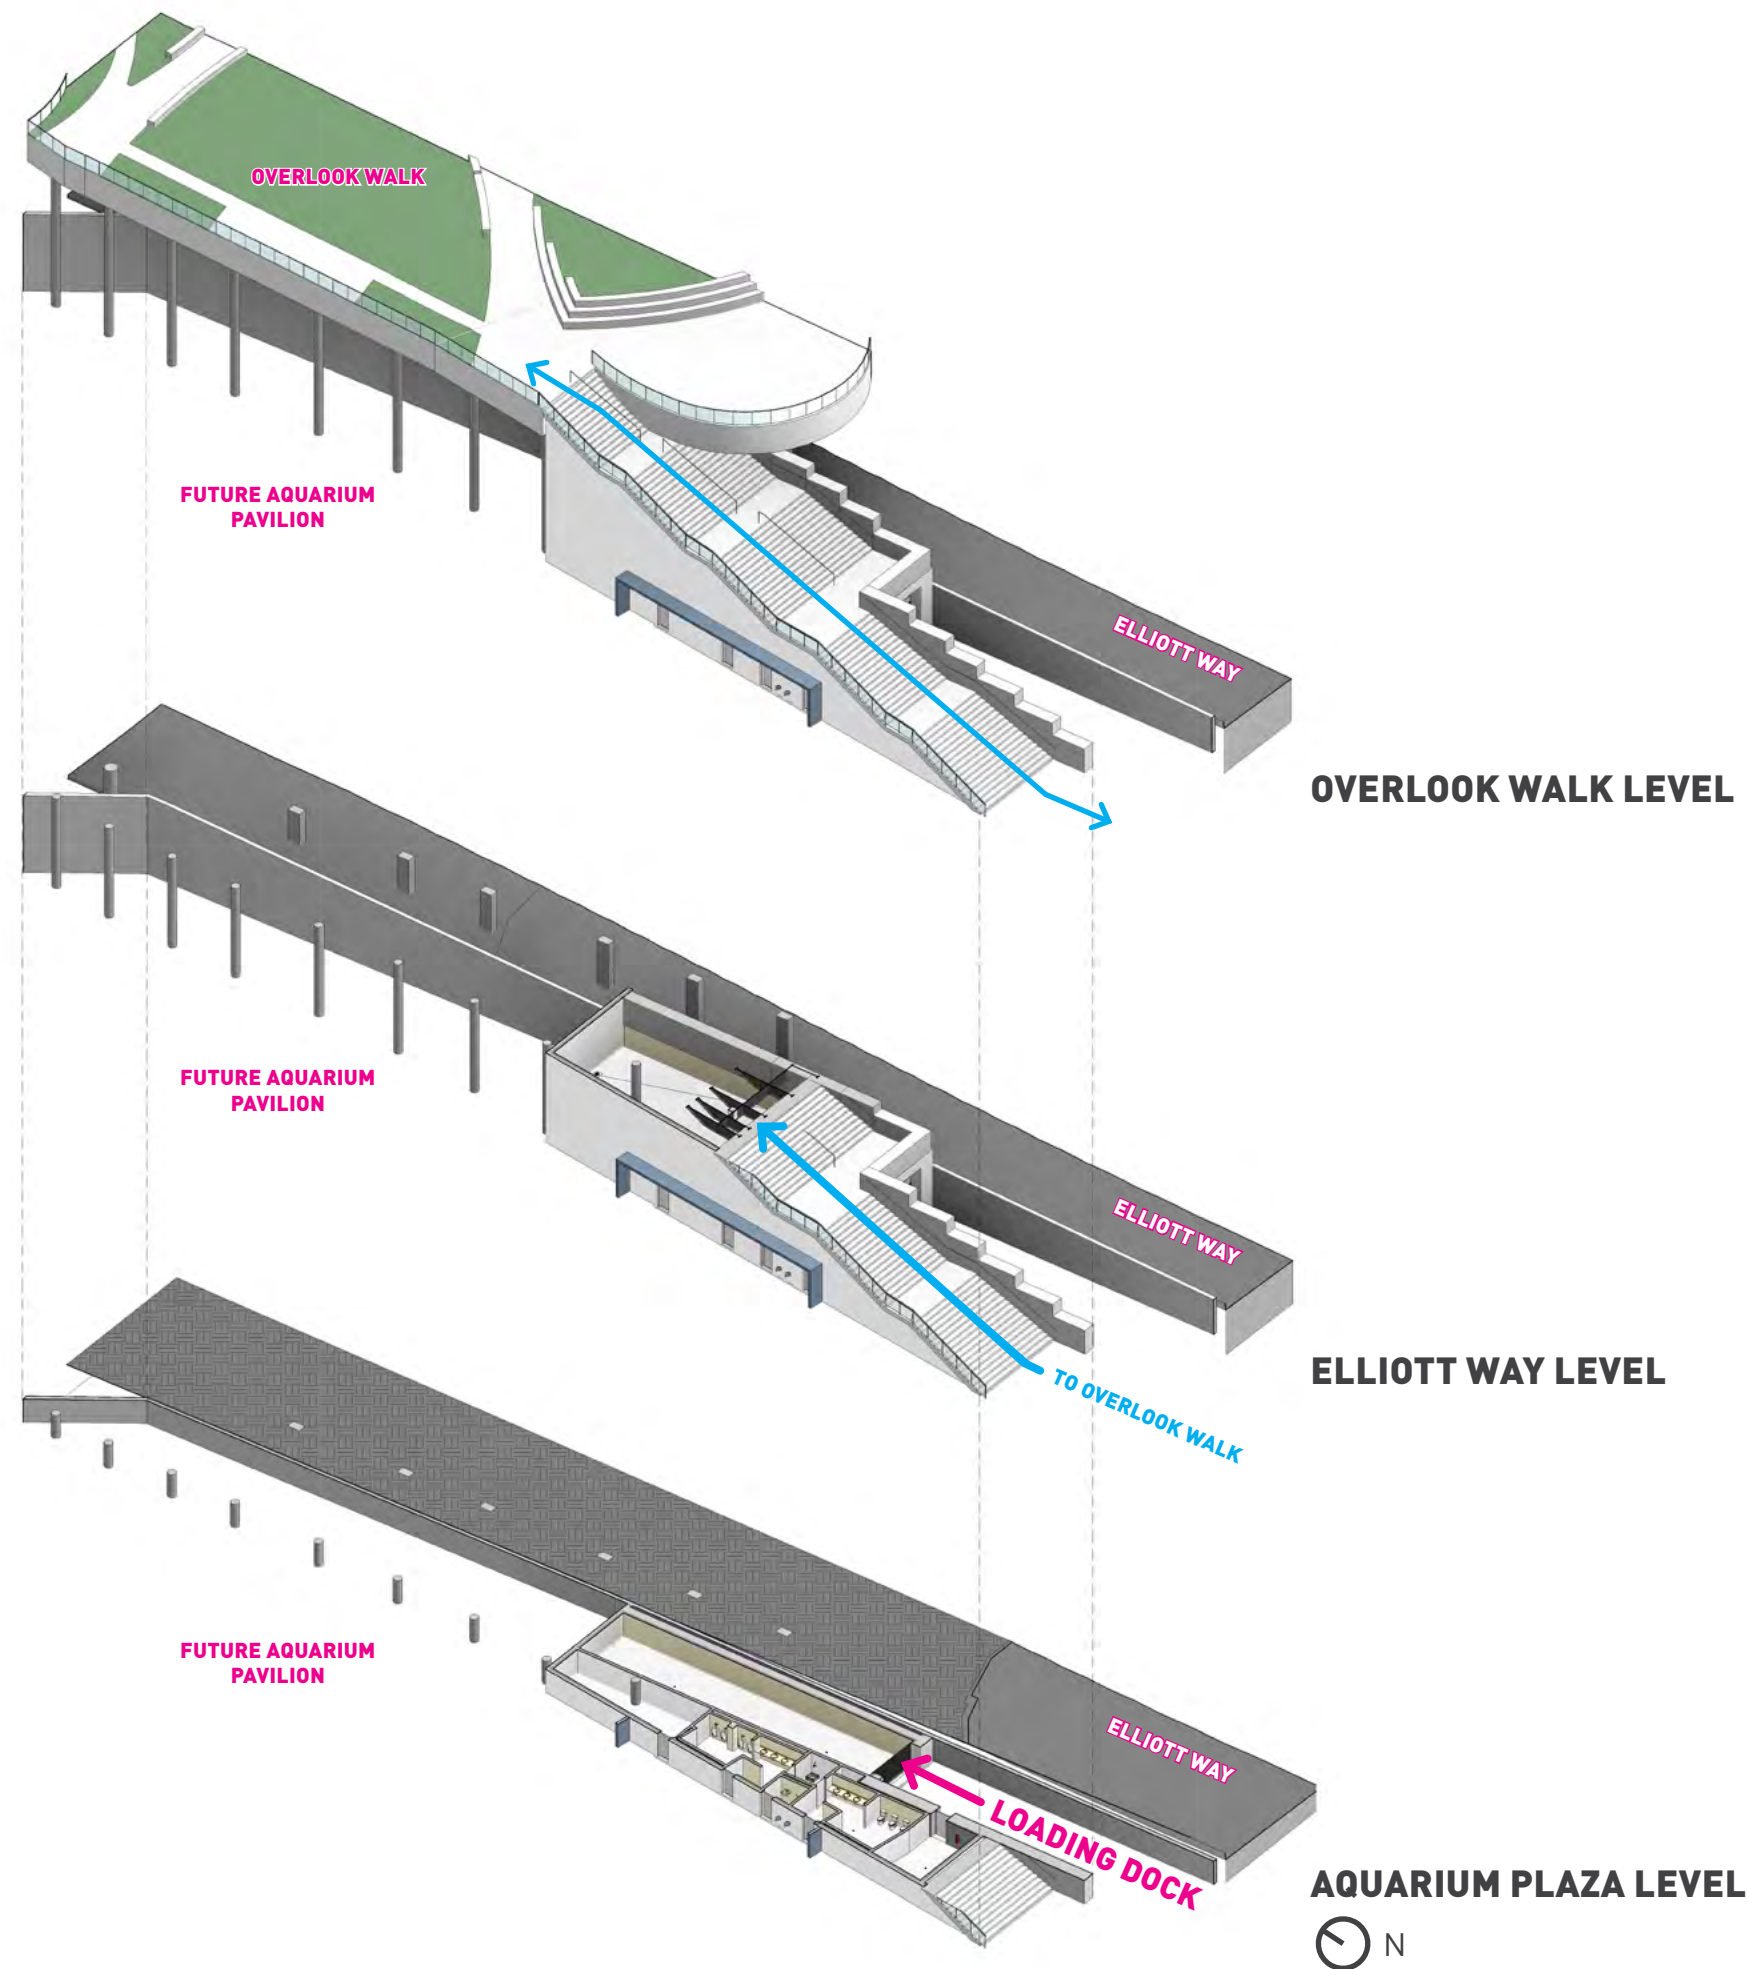 OVERLOOK WALK
FUTURE AQUARIUM
PAVILION
ELLIOTT WAY
OVERLOOK WALK LEVEL
FUTURE AQUARIUM
PAVILION
ELLIOTT WAY
ELLIOTT WAY LEVEL
TO OVERLOOK WALK
FUTURE AQUARIUM
PAVILION
ELLIOTT WAY
LOADING DOCK
AQUARIUM PLAZA LEVEL
N